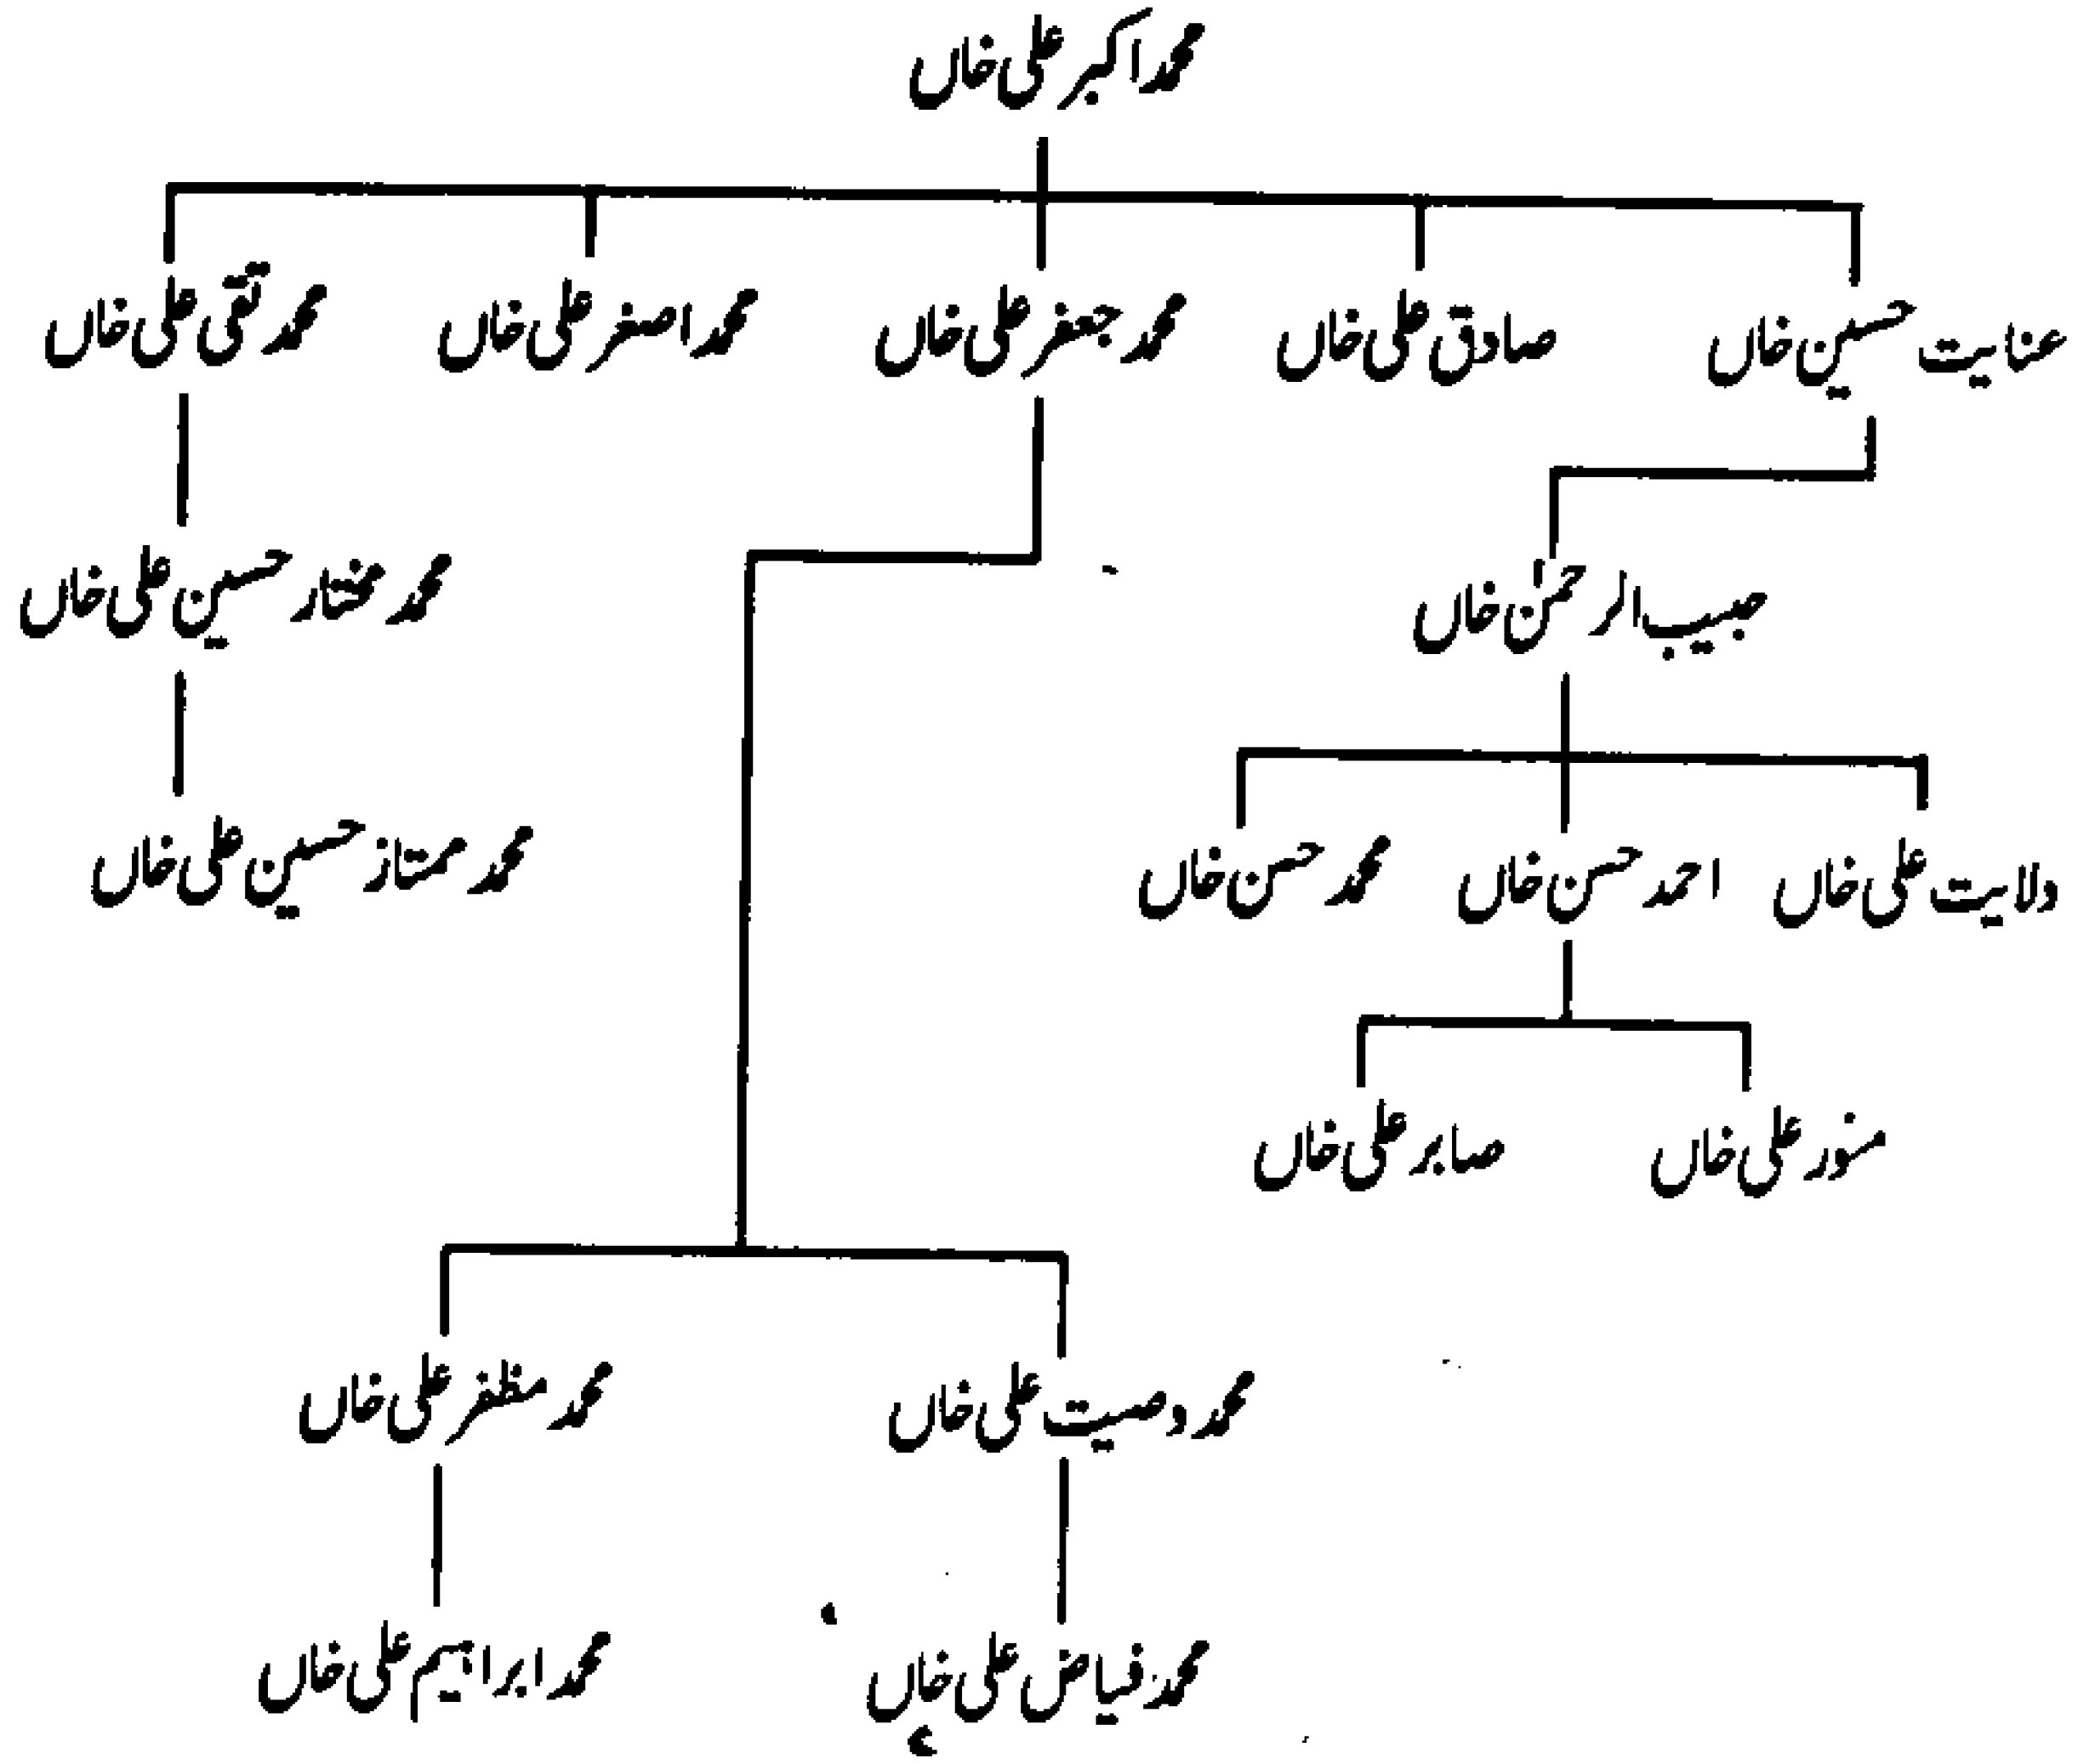 محمد اکبر علی خاں
عنایت حسین خاں
صادق علی خاں
محمد جعفر علی خاں
محمد اصغر علی خاں
محمد تقی علی خاں
حبیب الرحمٰن خاں
محمد مختار حسین علی خاں
ولایت علی خاں
احمد حسن خاں
محمد حسن خاں
محمد ممتاز حسین علی خاں
منور علی خاں
صابر علی خاں
محمد وصیت علی خاں
محمد مظفر علی خاں
محمد فیاض علی خاں
محمد ابراہیم علی خاں